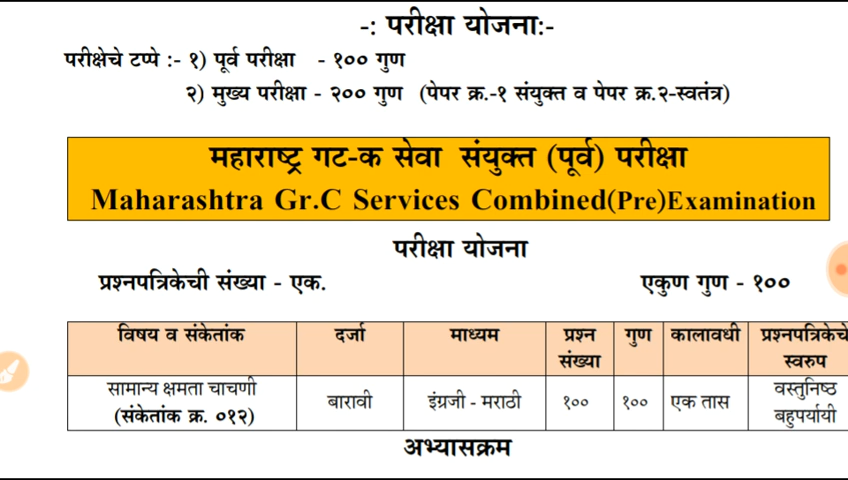 -: परीक्षा योजना:-
परीक्षेचे टप्पे :- १) पूर्व परीक्षा - १०० गुण
२) मुख्य परीक्षा - २०० गुण (पेपर क्र.-१ संयुक्त व पेपर क्र.२-स्वतंत्र)
महाराष्ट्र गट-क सेवा संयुक्त (पूर्व) परीक्षा
Maharashtra Gr.C Services Combined(Pre)Examination
परीक्षा योजना
प्रश्नपत्रिकेची संख्या - एक. एकुण गुण - १००
विषय व संकेतांक दर्जा माध्यम प्रश्न संख्या गुण कालावधी प्रश्नपत्रिकेचे स्वरुप
सामान्य क्षमता चाचणी (संकेतांक क्र. ०१२) बारावी इंग्रजी - मराठी १०० १०० एक तास वस्तुनिष्ठ बहुपर्यायी
अभ्यासक्रम